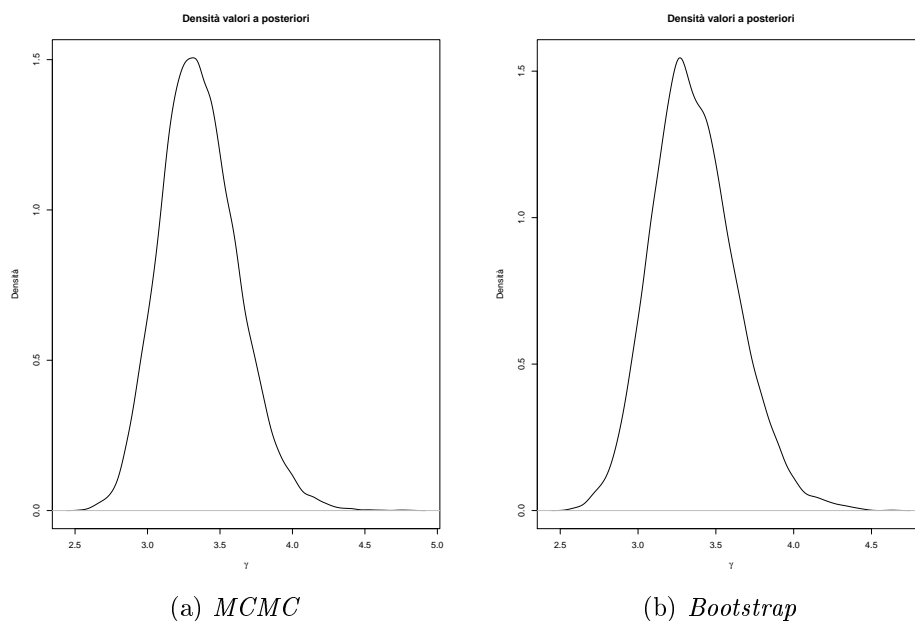 Densità valori a posteriori
Densità
1.5
1.0
0.5
0.0
2.5 3.0 3.5 4.0 4.5 5.0
γ
(a) MCMC
Densità valori a posteriori
Densità
1.5
1.0
0.5
0.0
2.5 3.0 3.5 4.0 4.5
γ
(b) Bootstrap